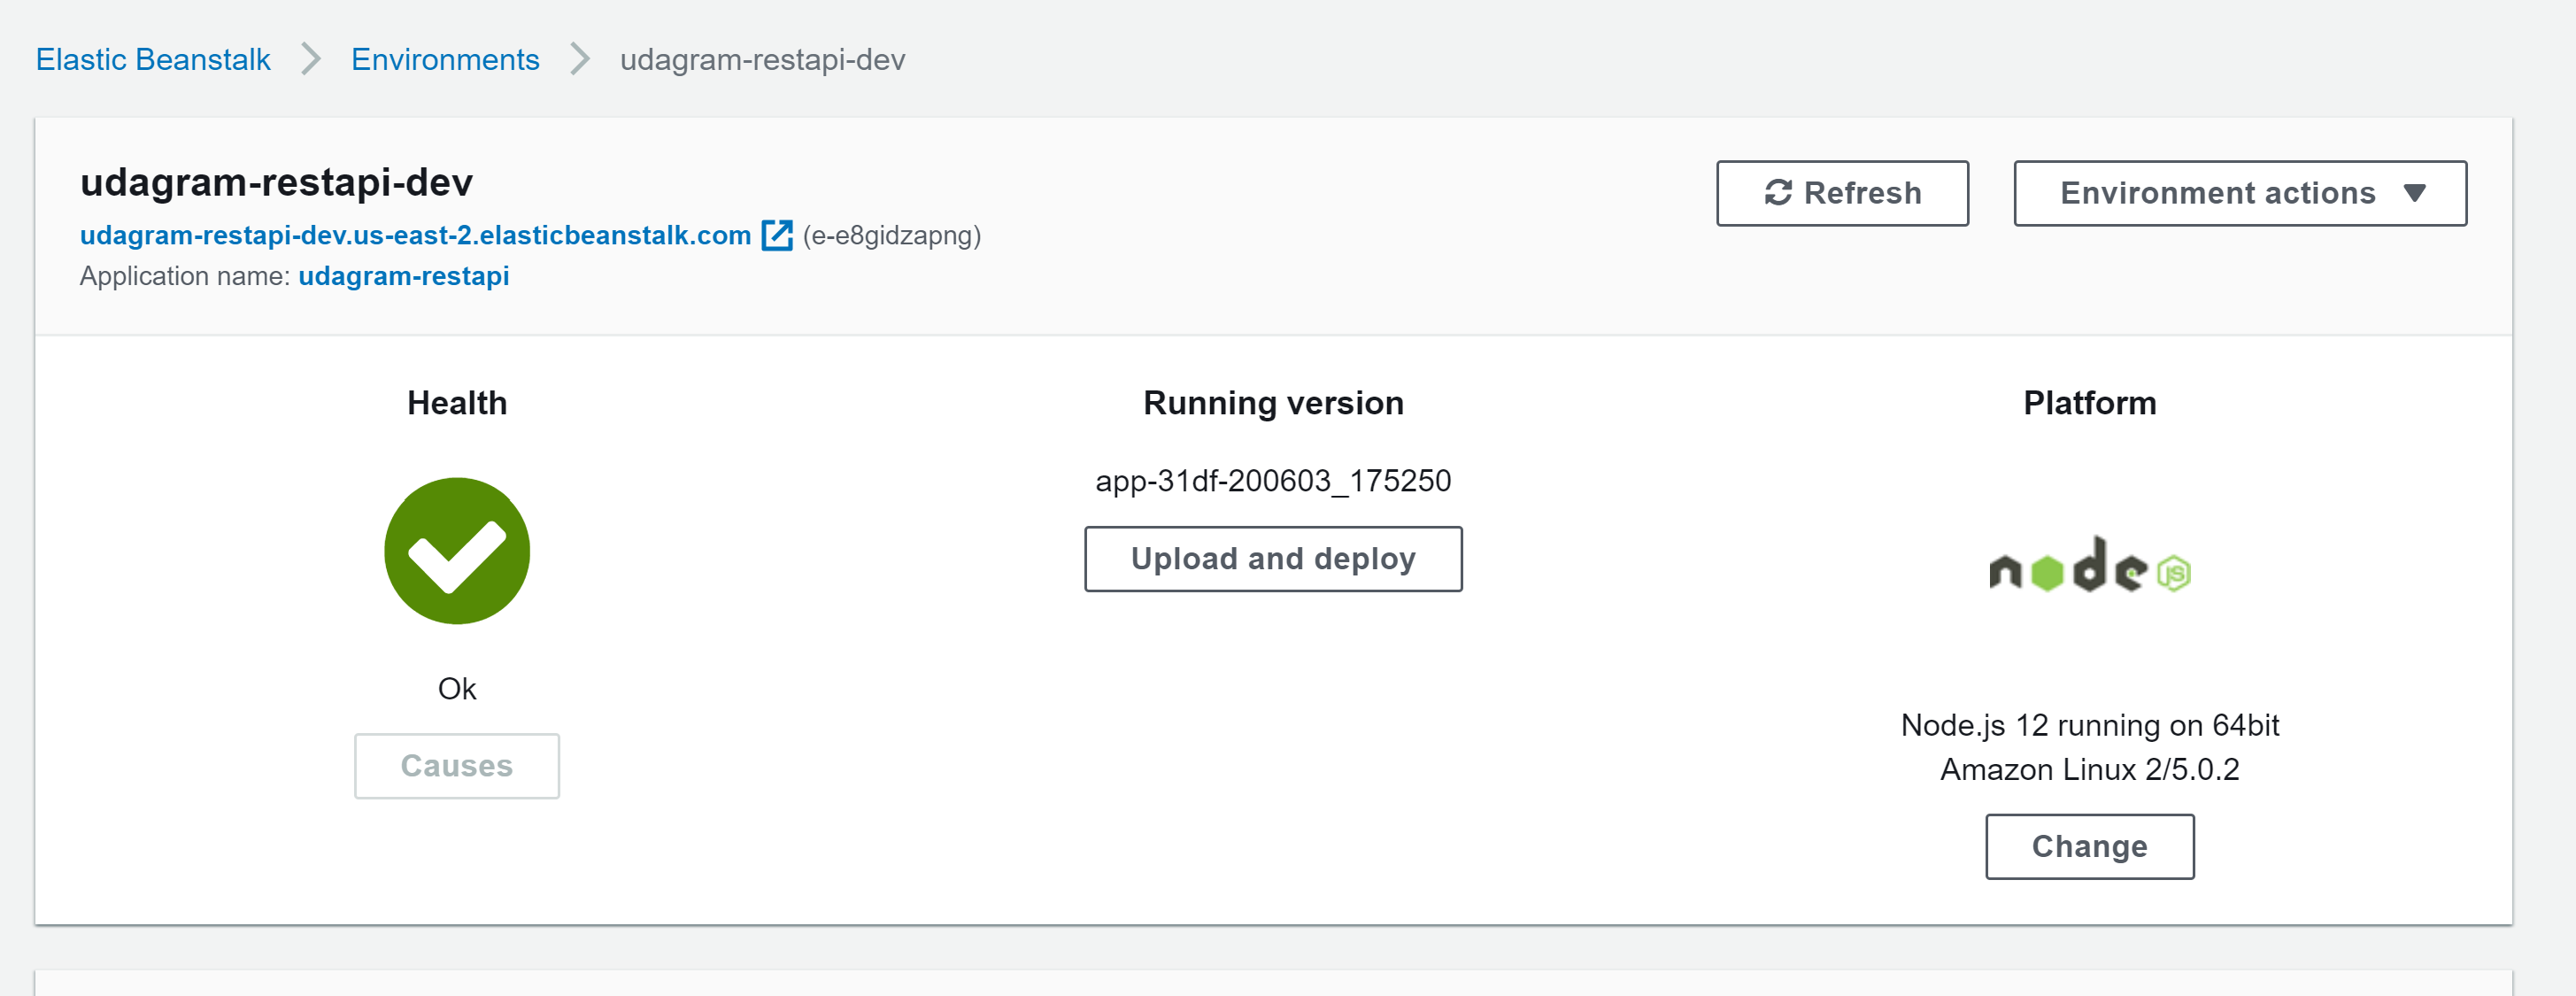 Elastic Beanstalk > Environments > udagram-restapi-dev
udagram-restapi-dev
Refresh
Environment actions
udagram-restapi-dev.us-east-2.elasticbeanstalk.com (e-e8gidzapng)
Application name: udagram-restapi
Health
Ok
Causes
Running version
app-31df-200603_175250
Upload and deploy
Platform
node JS
Node.js 12 running on 64bit
Amazon Linux 2/5.0.2
Change